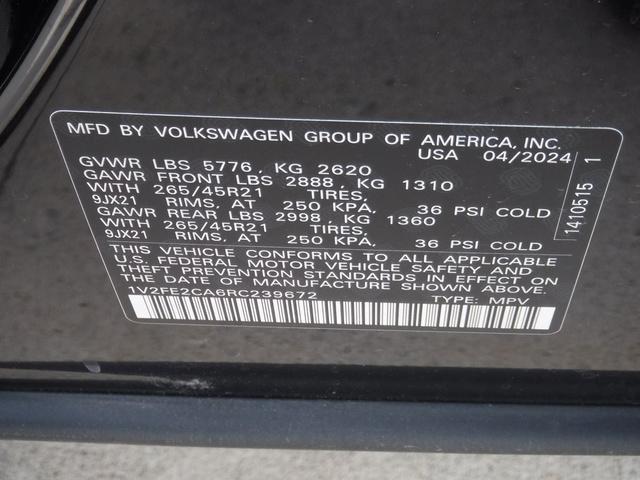 MFD BY VOLKSWAGEN GROUP OF AMERICA, INC.
USA 04/2024
GVWR LBS 5776, KG 2620
GAWR FRONT LBS 2888, KG 1310
WITH 265/45R21 TIRES,
9JX21 RIMS, AT 250 KPA, 36 PSI COLD
GAWR REAR LBS 2998, KG 1360
WITH 265/45R21 TIRES,
9JX21 RIMS, AT 250 KPA, 36 PSI COLD
THIS VEHICLE CONFORMS TO ALL APPLICABLE
U.S. FEDERAL MOTOR VEHICLE SAFETY AND
THEFT PREVENTION STANDARDS IN EFFECT ON
THE DATE OF MANUFACTURE SHOWN ABOVE.
1V2FE2CA6RC239672 TYPE: MPV
1410515 1